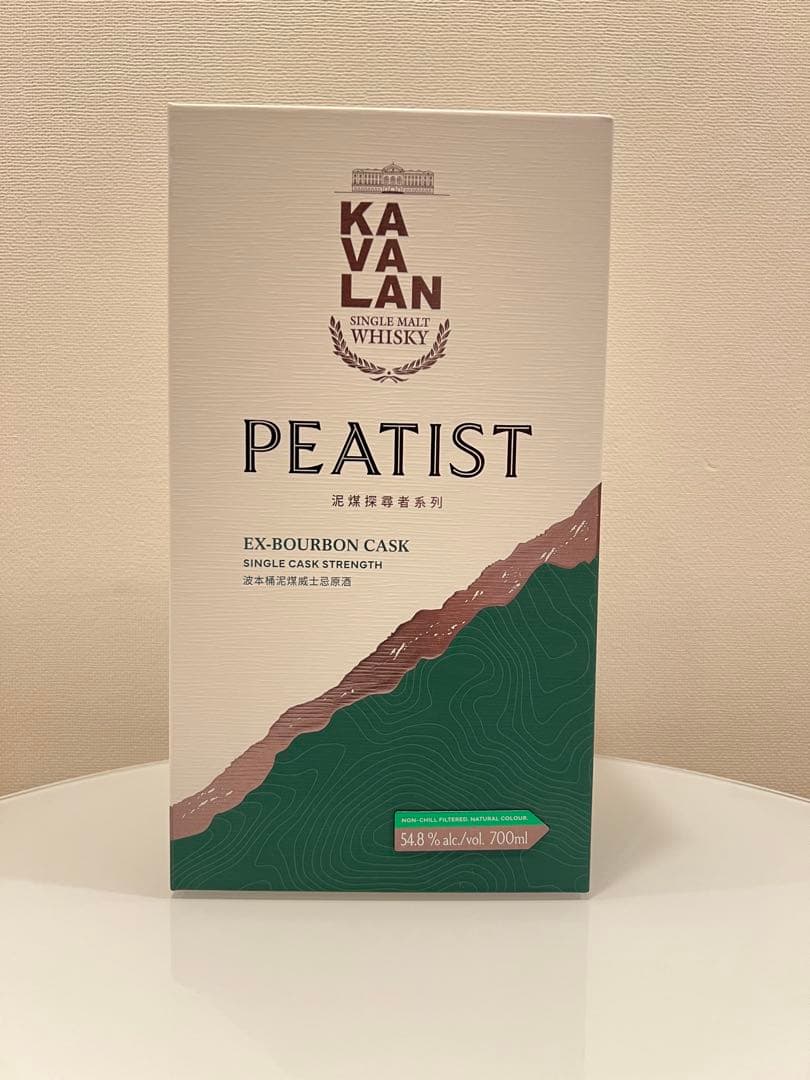 KA
VA
LAN
SINGLE MALT
WHISKY
PEATIST
泥煤探尋者系列
EX-BOURBON CASK
SINGLE CASK STRENGTH
波本桶泥煤威士忌原酒
NON-CHILL FILTERED. NATURAL COLOUR.
54.8 % alc./vol. 700ml